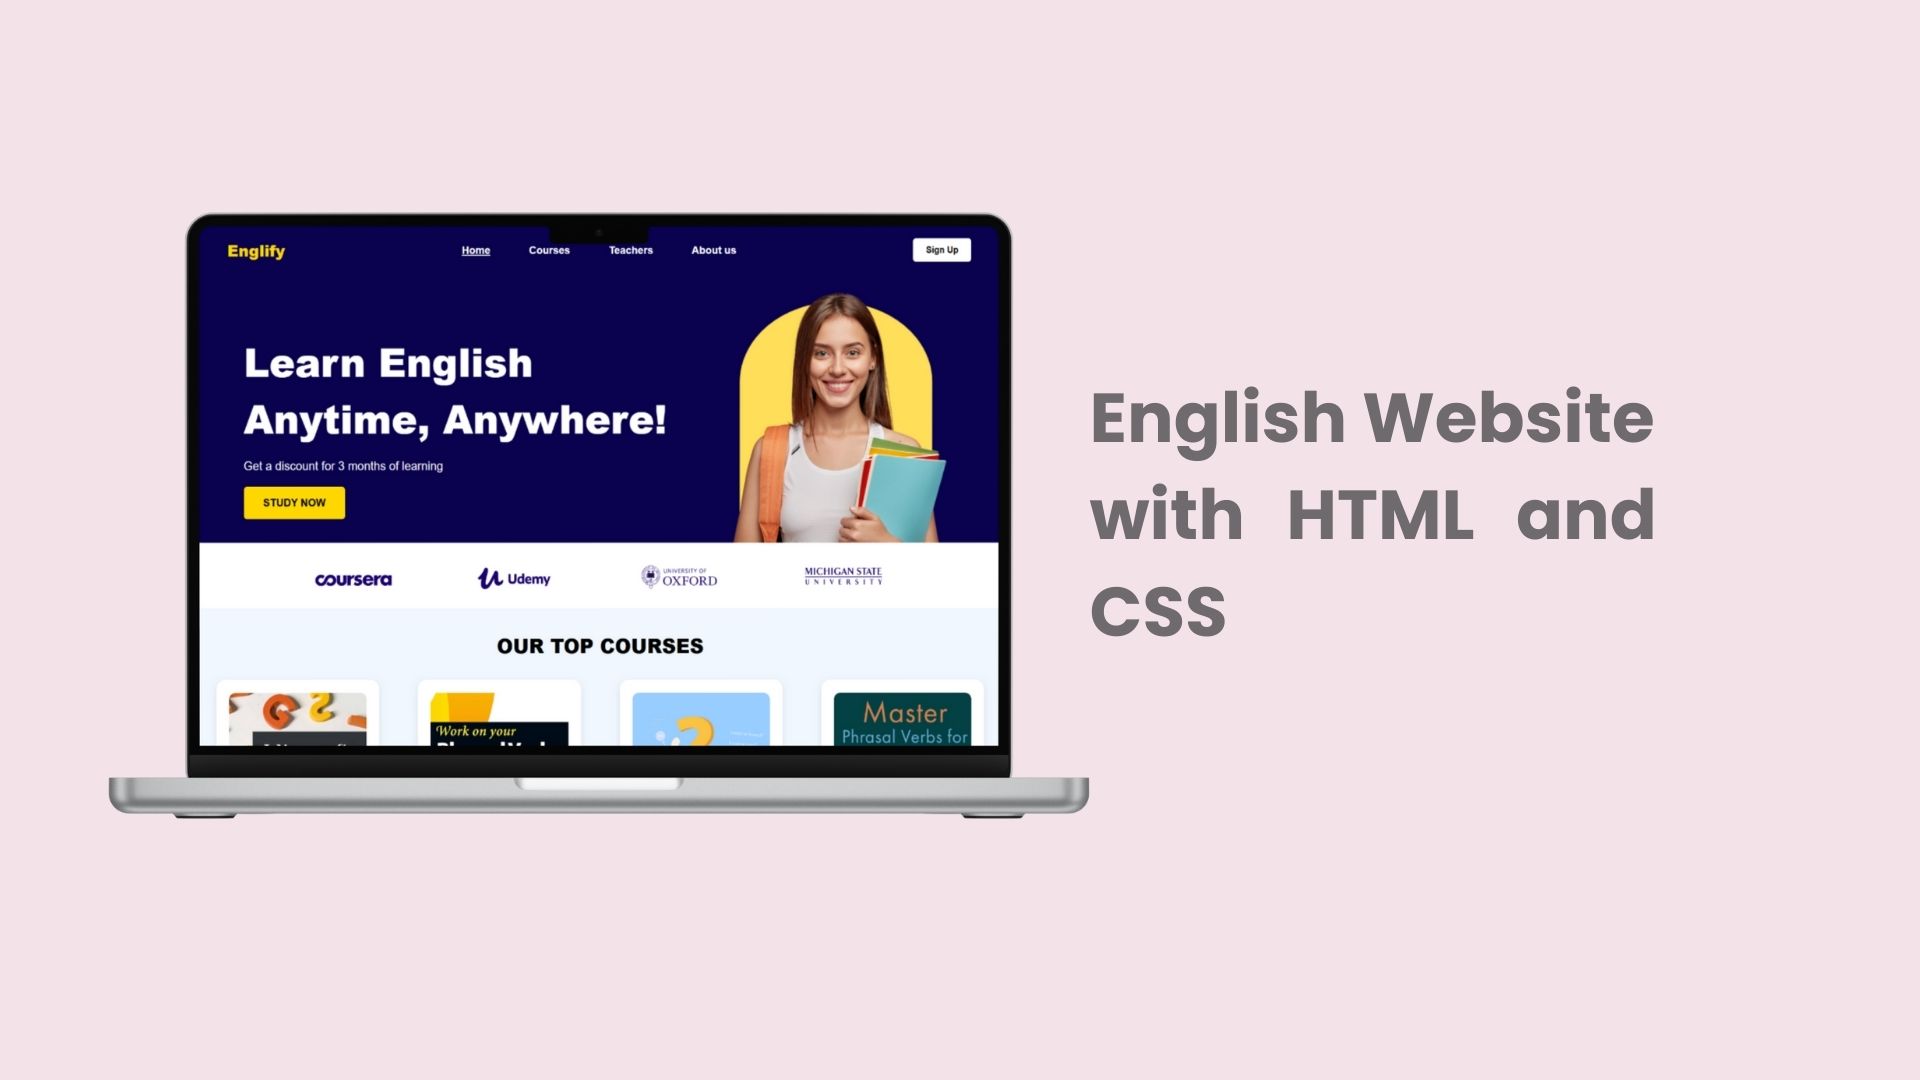 Englify
Home Courses Teachers About us
Sign Up
Learn English
Anytime, Anywhere!
Get a discount for 3 months of learning
STUDY NOW
coursera
Udemy
UNIVERSITY OF
OXFORD
MICHIGAN STATE
UNIVERSITY
OUR TOP COURSES
Work on your
Master
Phrasal Verbs for
English Website
with HTML and
CSS